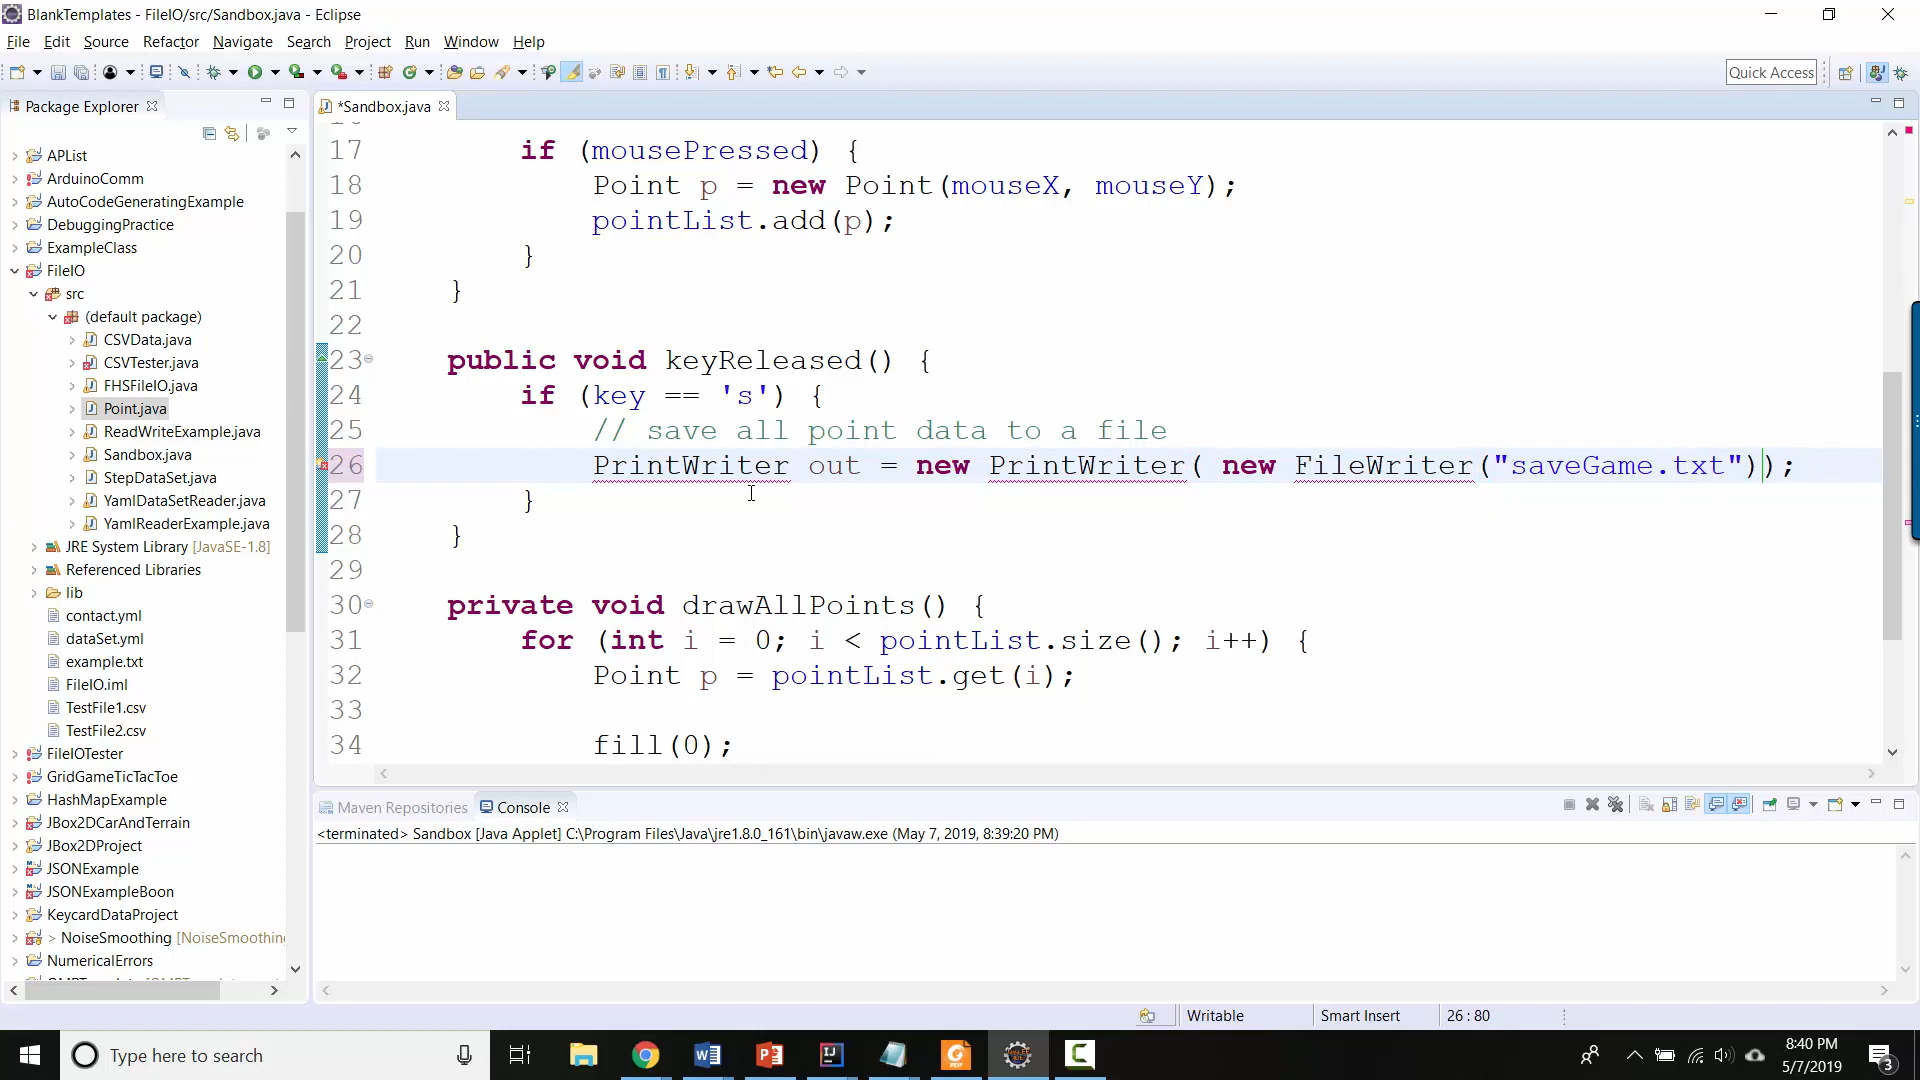 BlankTemplates - FileIO/src/Sandbox.java - Eclipse
File Edit Source Refactor Navigate Search Project Run Window Help
Quick Access
Package Explorer
*Sandbox.java
APList
ArduinoComm
AutoCodeGeneratingExample
DebuggingPractice
ExampleClass
FileIO
src
(default package)
CSVData.java
CSVTester.java
FHSFileIO.java
Point.java
ReadWriteExample.java
Sandbox.java
StepDataSet.java
YamlDataSetReader.java
YamlReaderExample.java
JRE System Library [JavaSE-1.8]
Referenced Libraries
lib
contact.yml
dataSet.yml
example.txt
FileIO.iml
TestFile1.csv
TestFile2.csv
FileIOTester
GridGameTicTacToe
HashMapExample
JBox2DCarAndTerrain
JBox2DProject
JSONExample
JSONExampleBoon
KeycardDataProject
> NoiseSmoothing [NoiseSmoothin
NumericalErrors
17 if (mousePressed) {
18 Point p = new Point(mouseX, mouseY);
19 pointList.add(p);
20 }
21 }
22
23 public void keyReleased() {
24 if (key == 's') {
25 // save all point data to a file
26 PrintWriter out = new PrintWriter( new FileWriter("saveGame.txt"));
27 }
28 }
29
30 private void drawAllPoints() {
31 for (int i = 0; i < pointList.size(); i++) {
32 Point p = pointList.get(i);
33
34 fill(0);
Maven Repositories Console
<terminated> Sandbox [Java Applet] C:\Program Files\Java\jre1.8.0_161\bin\javaw.exe (May 7, 2019, 8:39:20 PM)
Writable Smart Insert 26 : 80
Type here to search
8:40 PM
5/7/2019
3